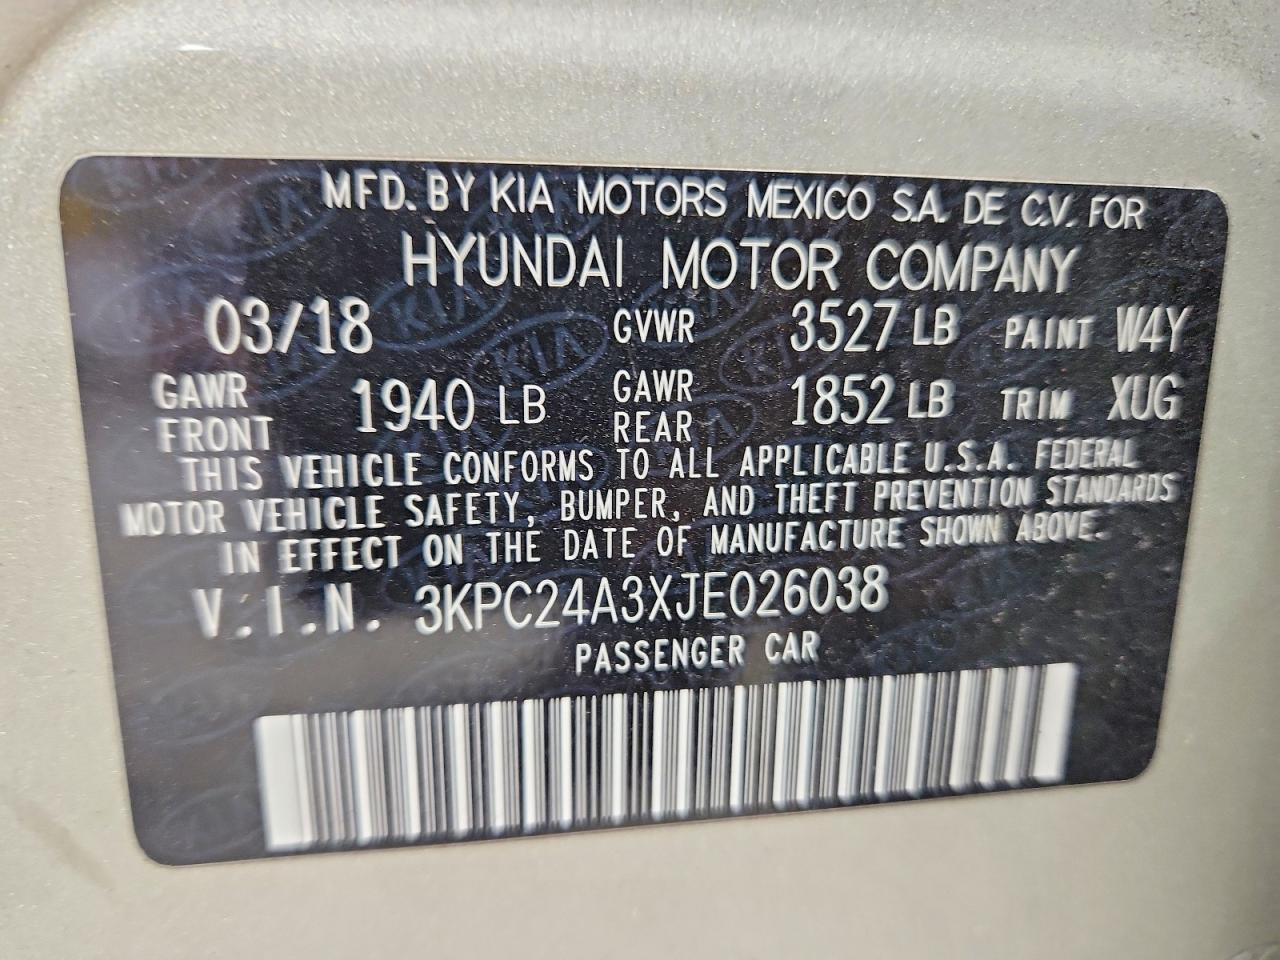 MFD. BY KIA MOTORS MEXICO S.A. DE C.V. FOR
HYUNDAI MOTOR COMPANY
03/18 GVWR 3527 LB PAINT W4Y
GAWR FRONT 1940 LB GAWR REAR 1852 LB TRIM XUG
THIS VEHICLE CONFORMS TO ALL APPLICABLE U.S.A. FEDERAL
MOTOR VEHICLE SAFETY, BUMPER, AND THEFT PREVENTION STANDARDS
IN EFFECT ON THE DATE OF MANUFACTURE SHOWN ABOVE.
V.I.N. 3KPC24A3XJE026038
PASSENGER CAR